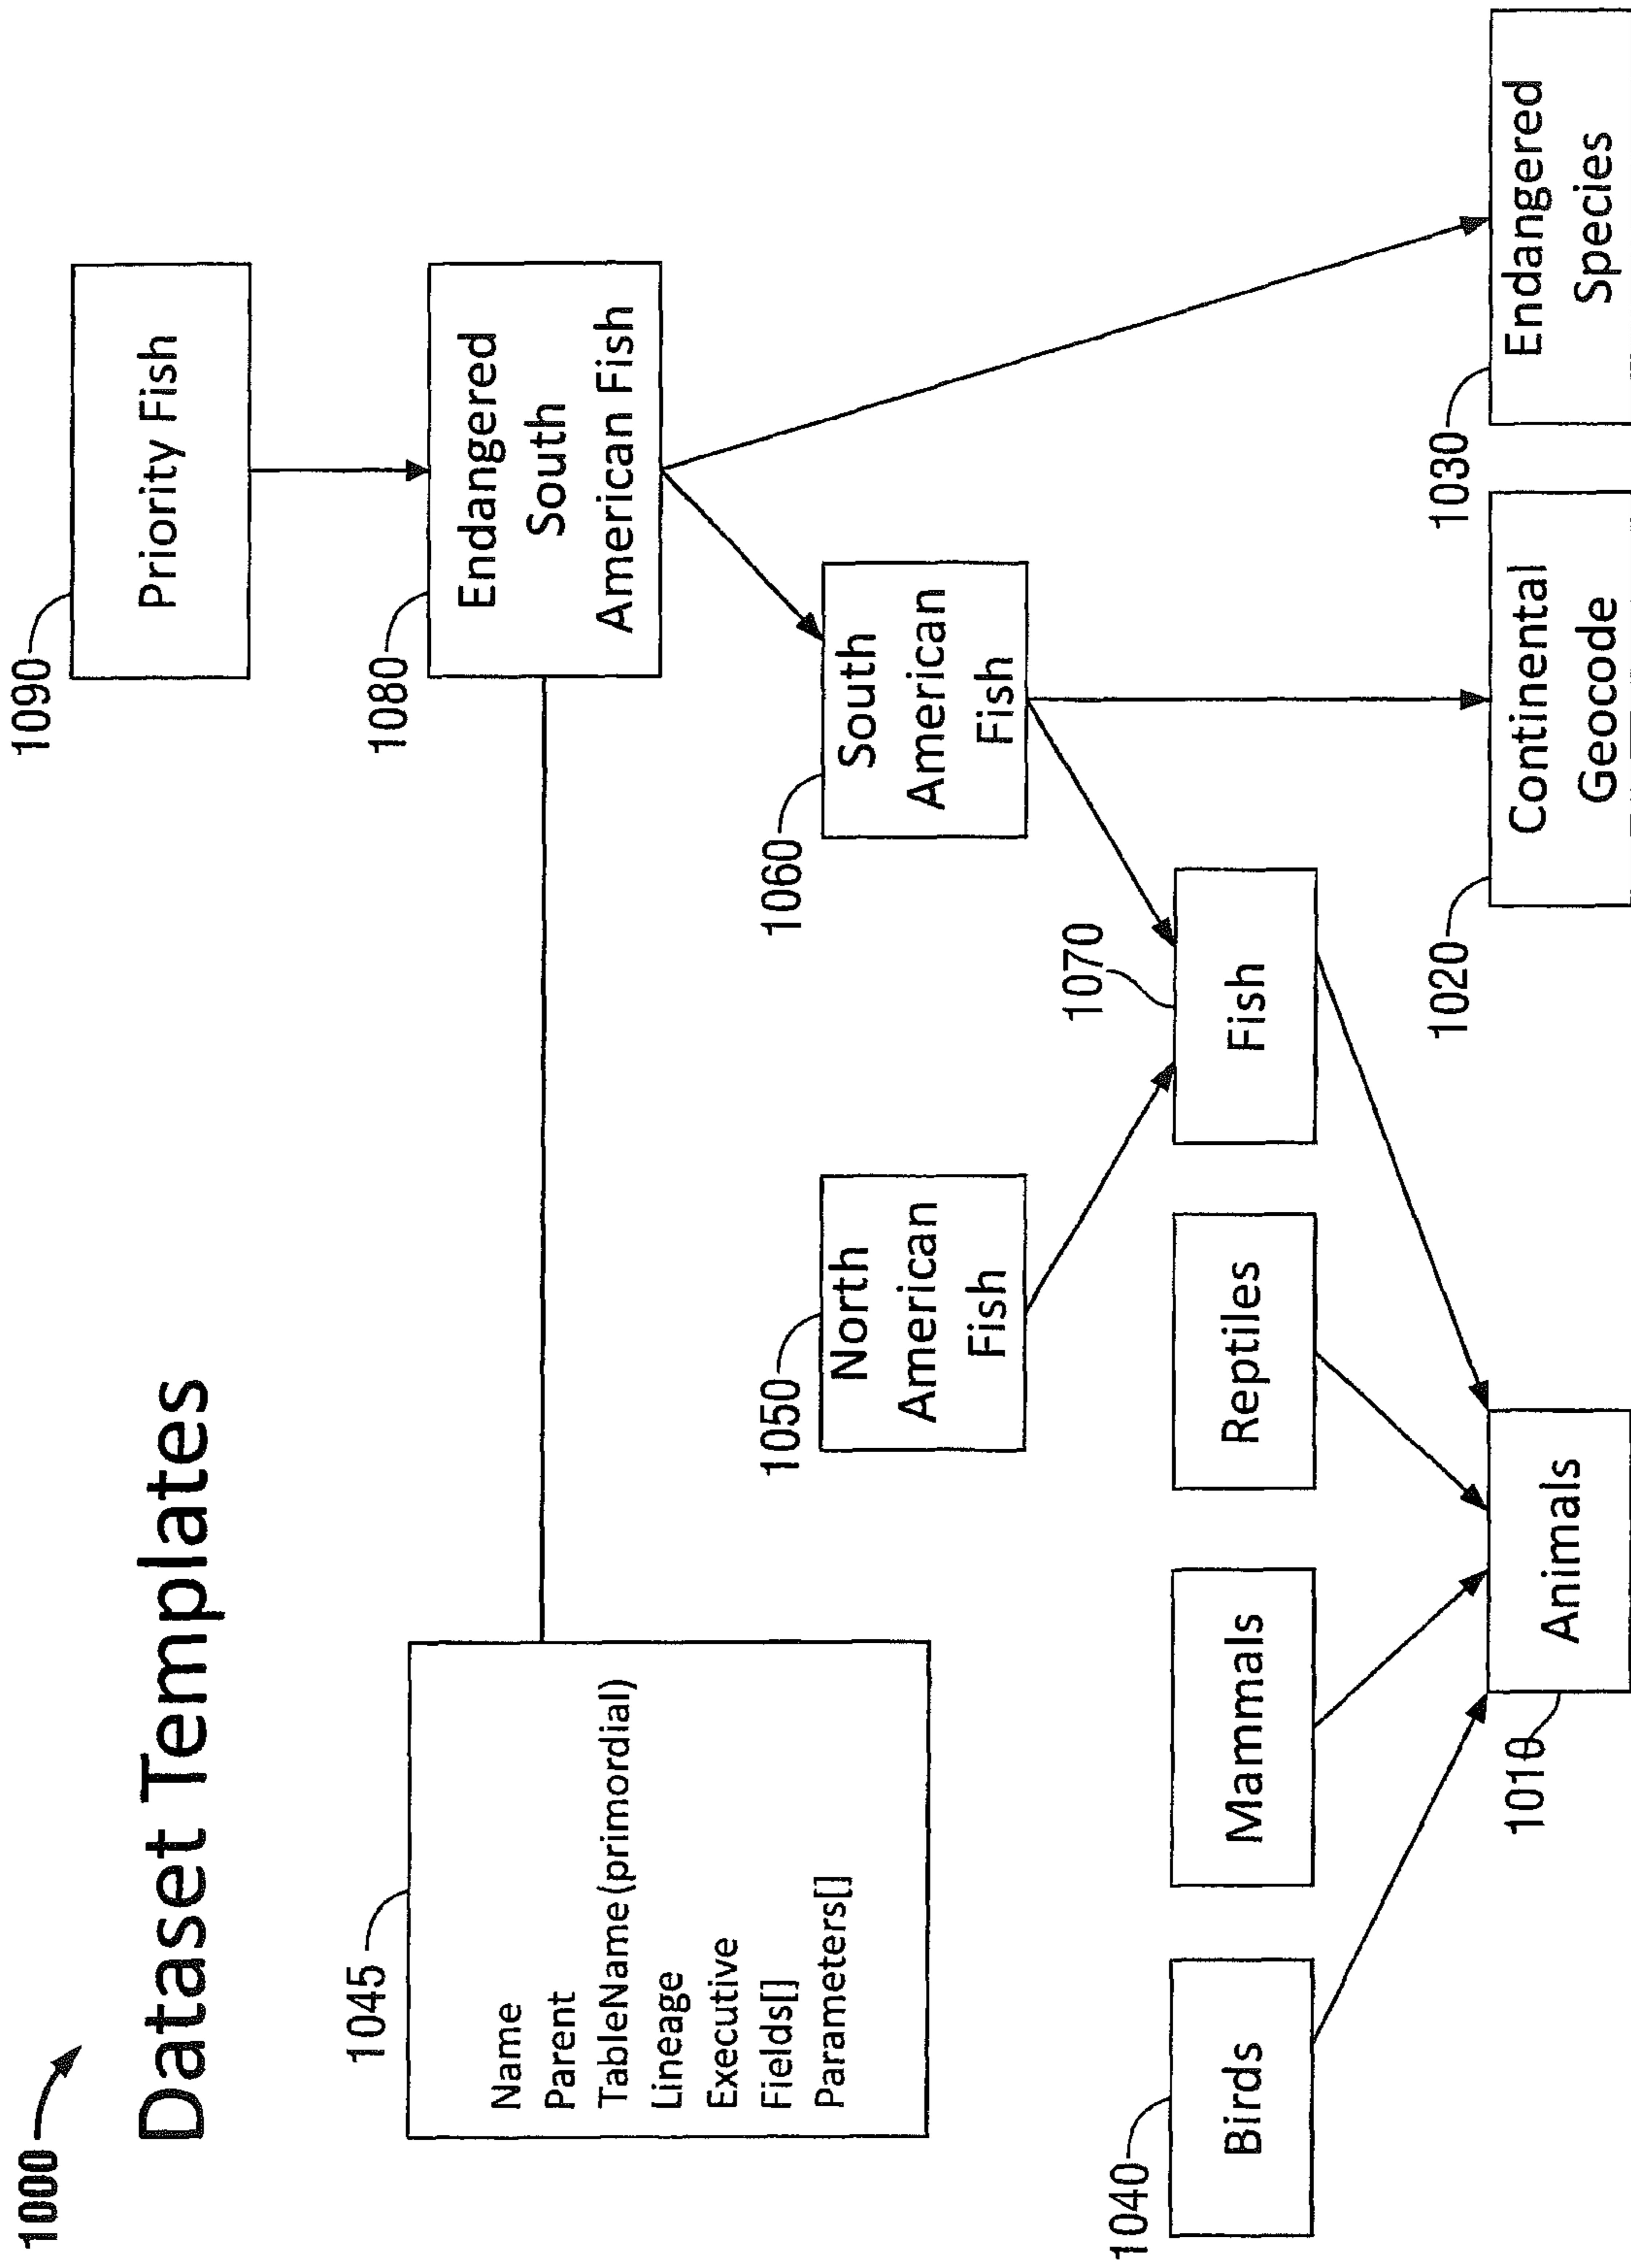 1000
Dataset Templates
1045
Name
Parent
TableName(primordial)
Lineage
Executive
Fields[]
Parameters[]
1090
Priority Fish
1080
Endangered
South
American Fish
1050
North
American
Fish
1060
South
American
Fish
1040
Birds
Mammals
Reptiles
1070
Fish
1010
Animals
1020
Continental
Geocode
1030
Endangered
Species